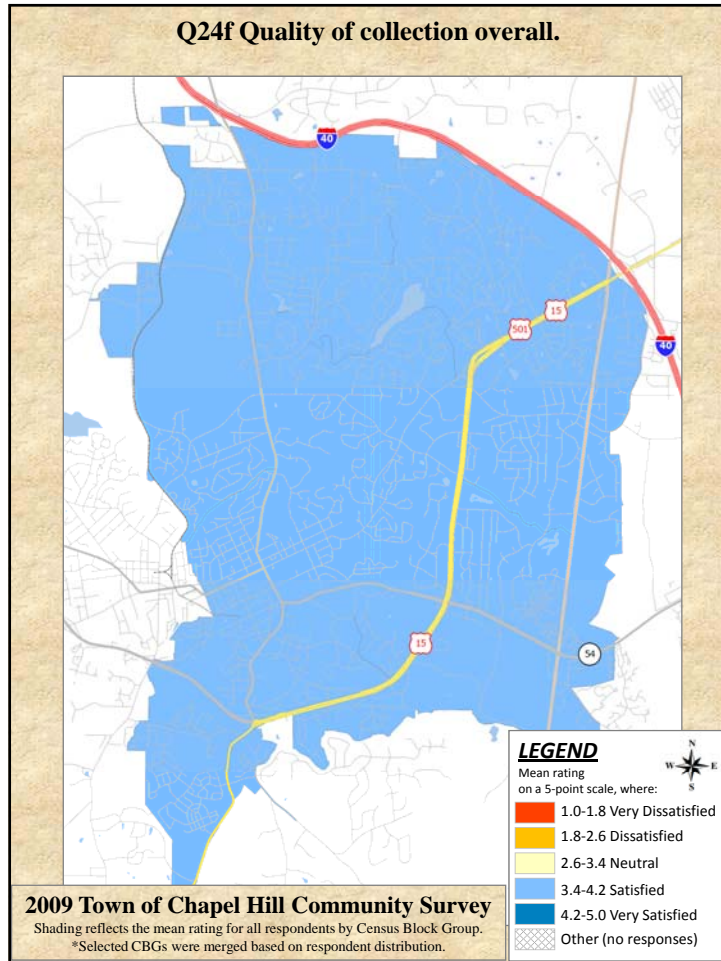 Q24f Quality of collection overall.
40
15
501
40
15
54
LEGEND
Mean rating
on a 5-point scale, where:
N
W E
S
1.0-1.8 Very Dissatisfied
1.8-2.6 Dissatisfied
2.6-3.4 Neutral
3.4-4.2 Satisfied
4.2-5.0 Very Satisfied
Other (no responses)
2009 Town of Chapel Hill Community Survey
Shading reflects the mean rating for all respondents by Census Block Group.
*Selected CBGs were merged based on respondent distribution.